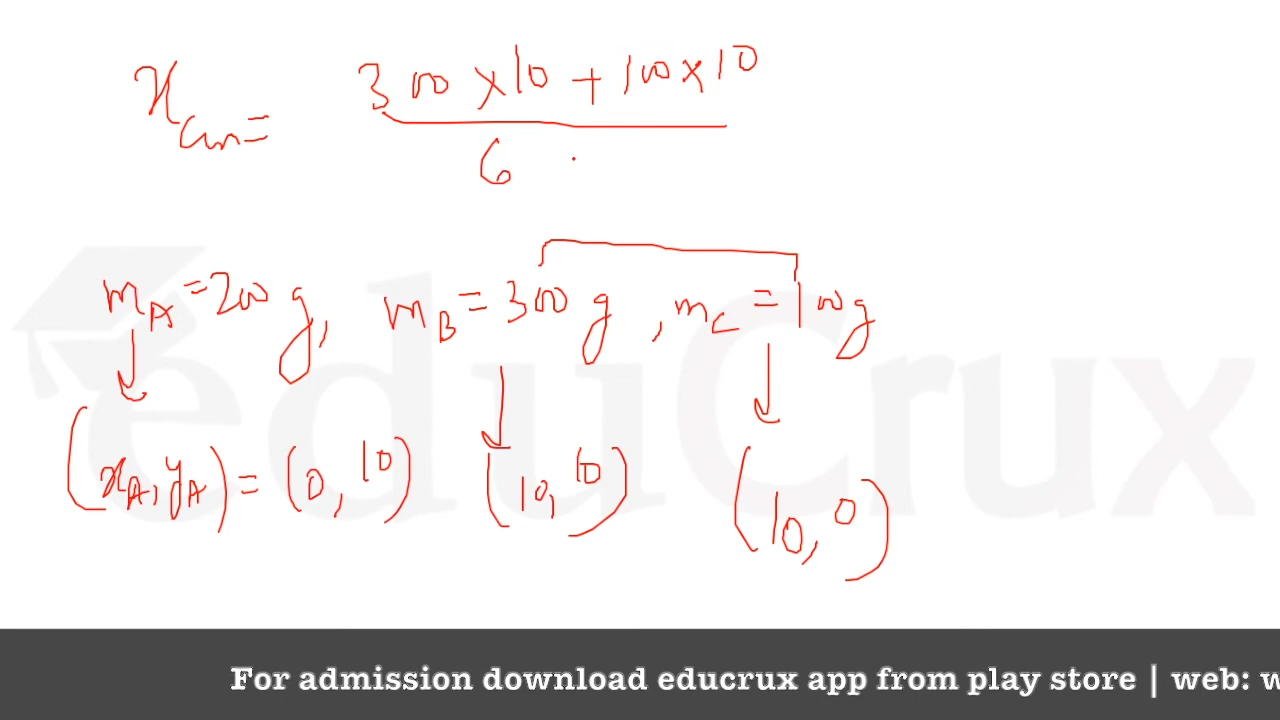 x_cm = 300 × 10 + 100 × 10
6
m_A = 200 g, m_B = 300 g, m_C = 100 g
(x_A, y_A) = (0, 10) (10, 10) (10, 0)
eduCrux
For admission download educrux app from play store | web: w